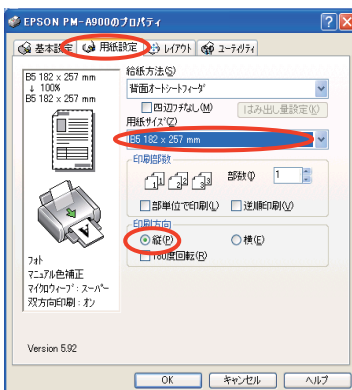 EPSON PM-A900のプロパティ
基本設定 用紙設定 レイアウト ユーティリティ
B5 182 x 257 mm
↓ 100%
B5 182 x 257 mm
フォト
マニュアル色補正
マイクロウィーブ：スーパー
双方向印刷：オン
Version 5.92
給紙方法(S)
背面オートシートフィーダ
四辺フチなし(M) はみ出し量設定(K)
用紙サイズ(Z)
B5 182 x 257 mm
印刷部数
部数(I) 1
部単位で印刷(L) 逆順印刷(V)
印刷方向
縦(P) 横(E)
180度回転(R)
OK キャンセル ヘルプ